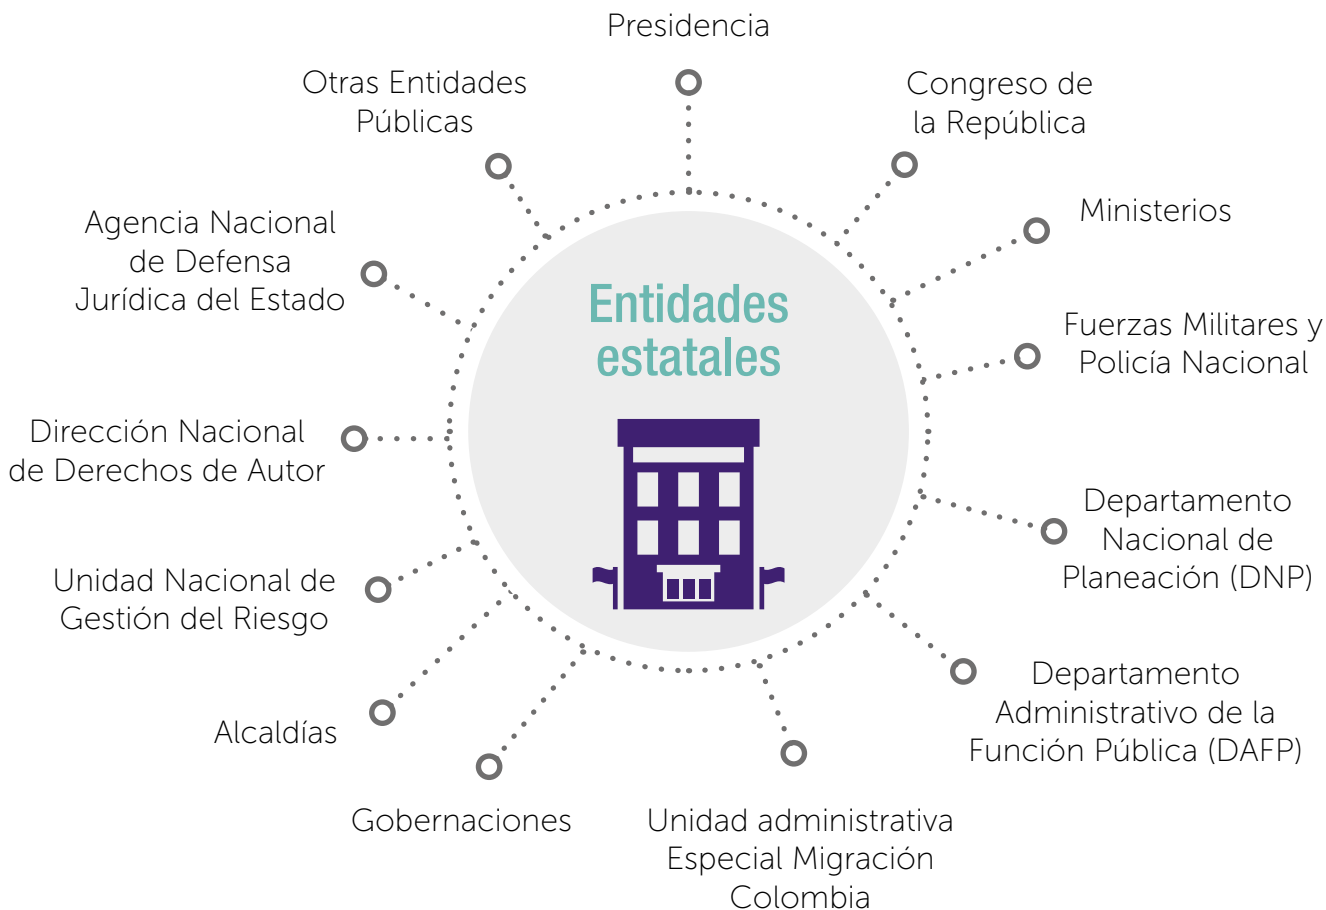 Presidencia
Congreso de
la República
Ministerios
Fuerzas Militares y
Policía Nacional
Departamento
Nacional de
Planeación (DNP)
Departamento
Administrativo de la
Función Pública (DAFP)
Unidad administrativa
Especial Migración
Colombia
Gobernaciones
Alcaldías
Unidad Nacional de
Gestión del Riesgo
Dirección Nacional
de Derechos de Autor
Agencia Nacional
de Defensa
Jurídica del Estado
Otras Entidades
Públicas
Entidades
estatales